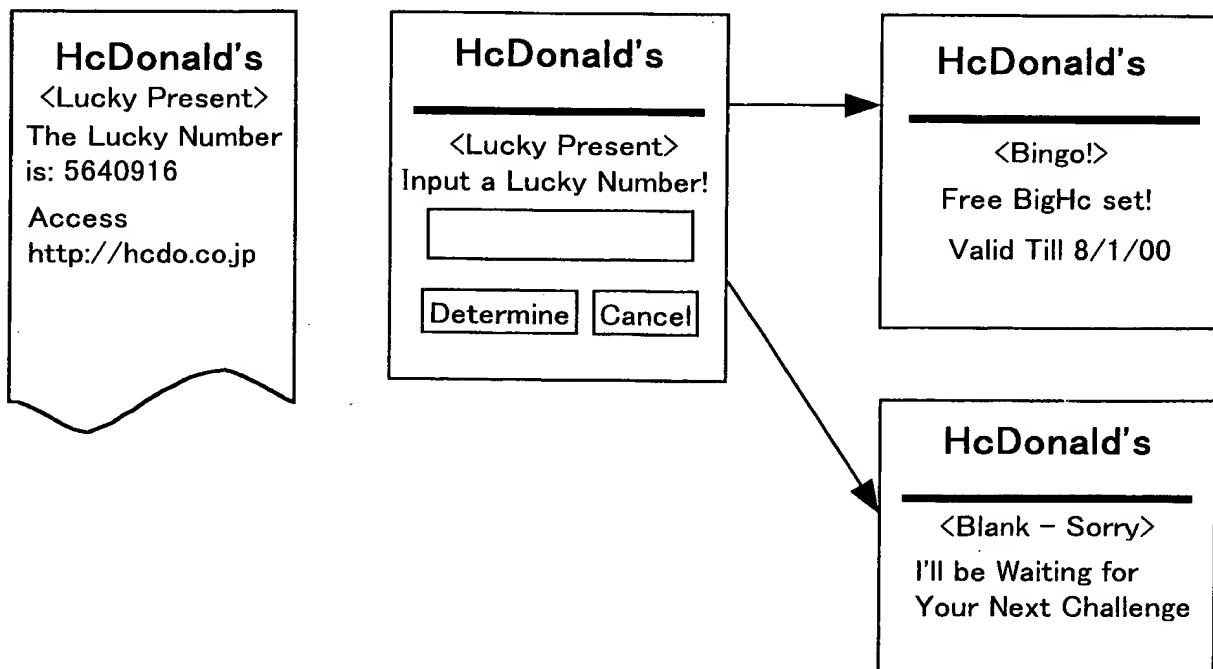 HcDonald's
<Lucky Present>
The Lucky Number
is: 5640916
Access
http://hcdo.co.jp
HcDonald's
<Lucky Present>
Input a Lucky Number!
Determine
Cancel
HcDonald's
<Bingo!>
Free BigHc set!
Valid Till 8/1/00
HcDonald's
<Blank - Sorry>
I'll be Waiting for
Your Next Challenge